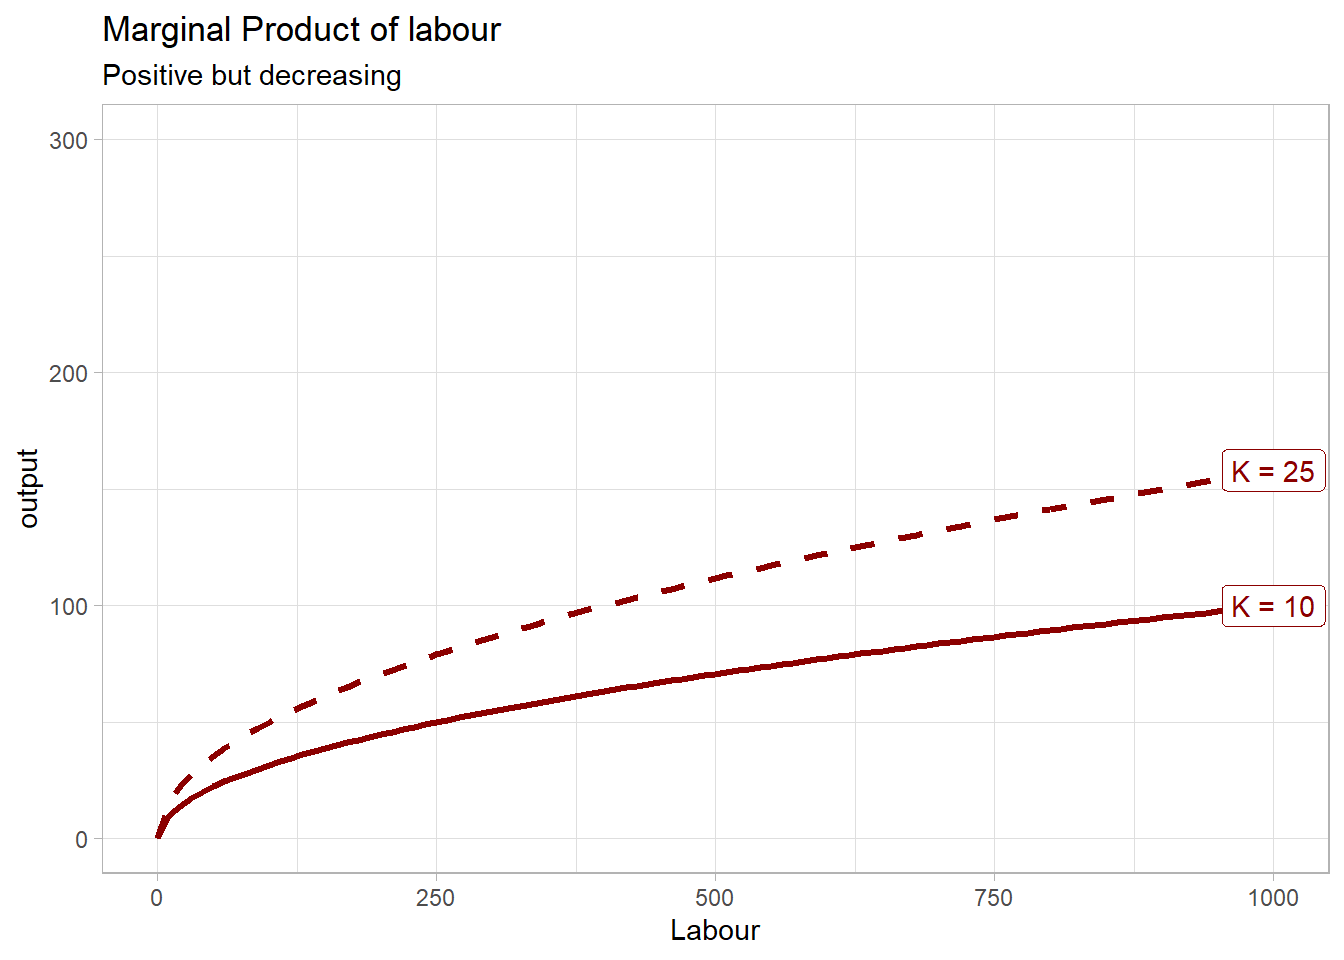 Marginal Product of labour
Positive but decreasing
300
200
100
0
output
K = 25
K = 10
0 250 500 750 1000
Labour